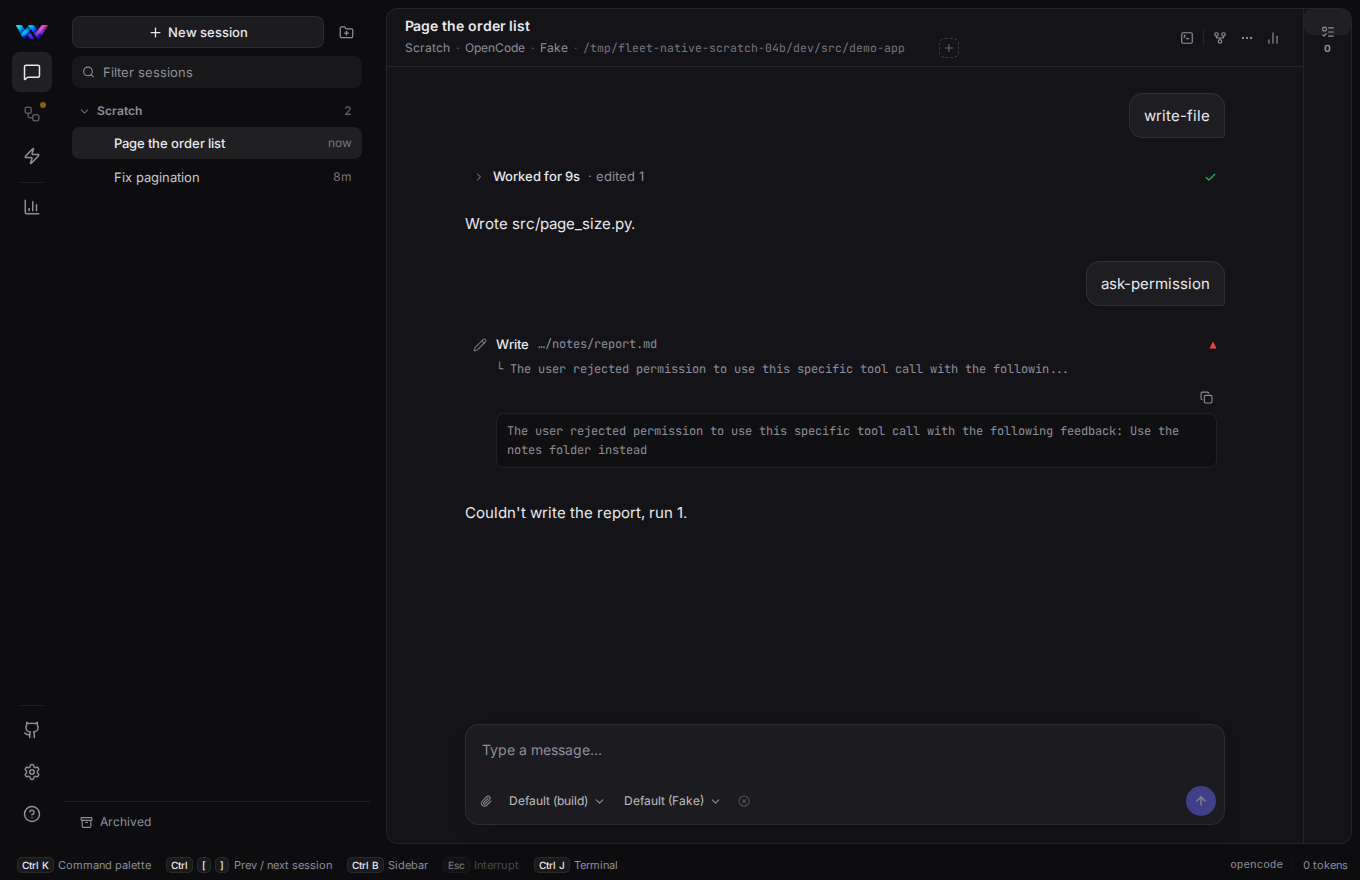 New session
Filter sessions
Scratch 2
Page the order list now
Fix pagination 8m
Archived
Page the order list
Scratch · OpenCode · Fake · /tmp/fleet-native-scratch-04b/dev/src/demo-app
0
write-file
Worked for 9s · edited 1
Wrote src/page_size.py.
ask-permission
Write …/notes/report.md
└ The user rejected permission to use this specific tool call with the followin...
The user rejected permission to use this specific tool call with the following feedback: Use the
notes folder instead
Couldn't write the report, run 1.
Type a message...
Default (build) Default (Fake)
Ctrl K Command palette Ctrl [ ] Prev / next session Ctrl B Sidebar Esc Interrupt Ctrl J Terminal opencode 0 tokens